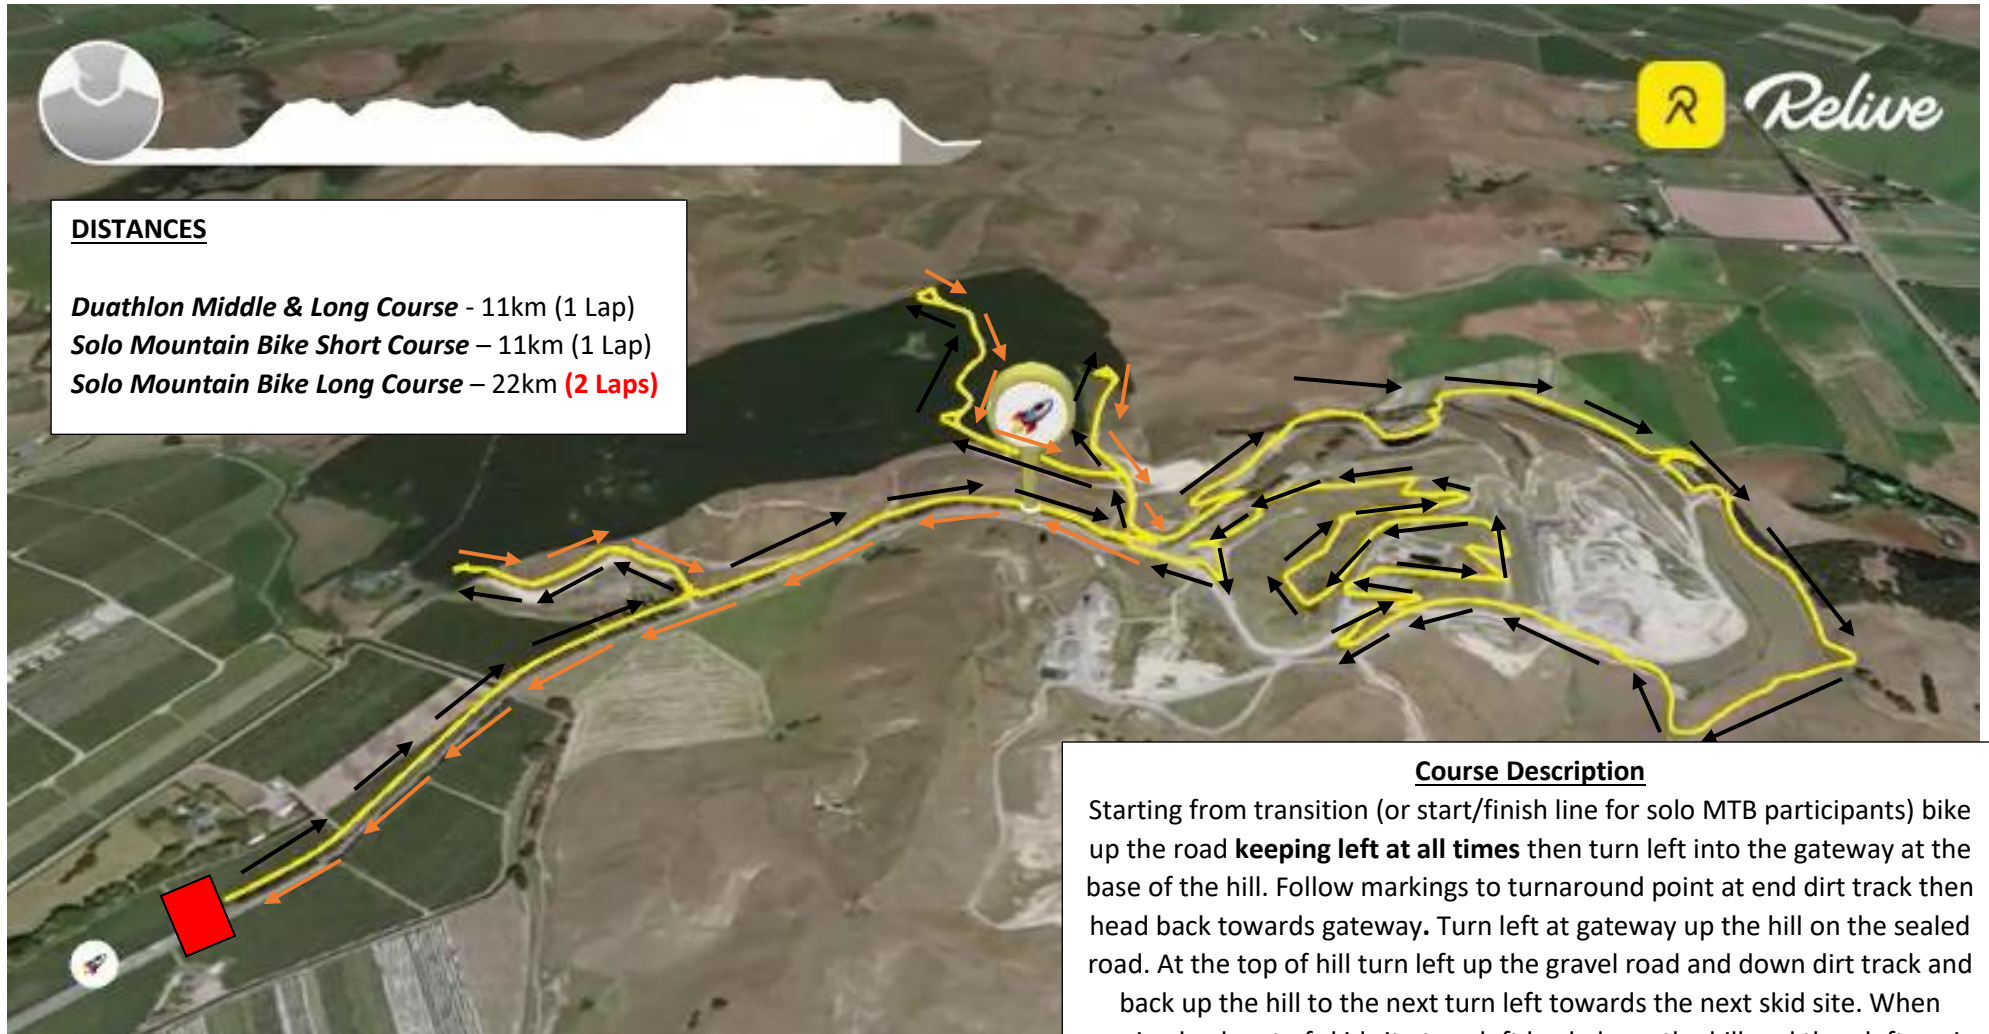 Relive
DISTANCES
Duathlon Middle & Long Course - 11km (1 Lap)
Solo Mountain Bike Short Course – 11km (1 Lap)
Solo Mountain Bike Long Course – 22km (2 Laps)
Course Description
Starting from transition (or start/finish line for solo MTB participants) bike
up the road keeping left at all times then turn left into the gateway at the
base of the hill. Follow markings to turnaround point at end dirt track then
head back towards gateway. Turn left at gateway up the hill on the sealed
road. At the top of hill turn left up the gravel road and down dirt track and
back up the hill to the next turn left towards the next skid site. When